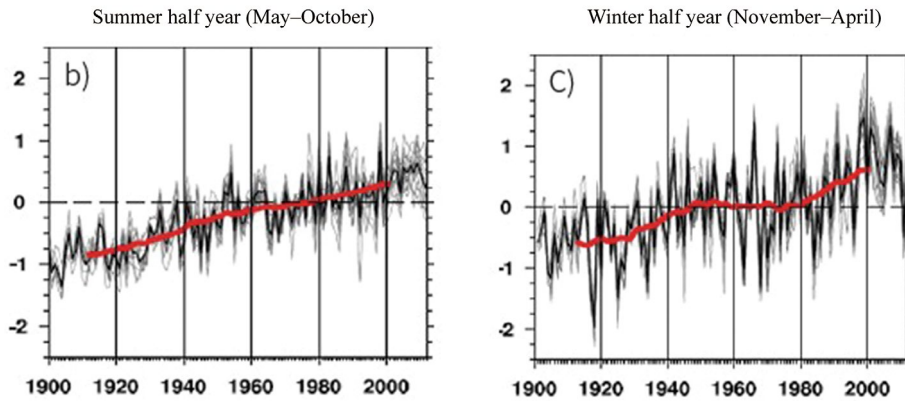 Summer half year (May–October)
Winter half year (November–April)
b)
2
1
0
-1
-2
1900 1920 1940 1960 1980 2000
C)
2
1
0
-1
-2
1900 1920 1940 1960 1980 2000